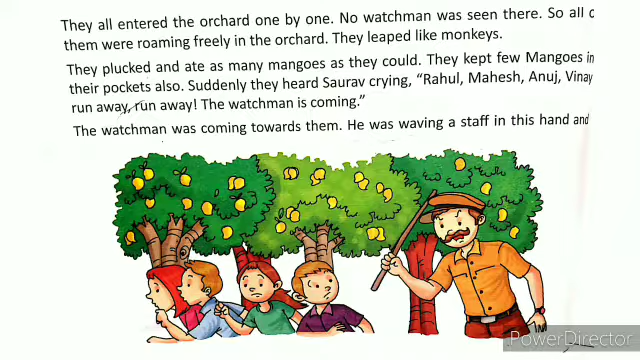 They all entered the orchard one by one. No watchman was seen there. So all
them were roaming freely in the orchard. They leaped like monkeys.
They plucked and ate as many mangoes as they could. They kept few Mangoes in
their pockets also. Suddenly they heard Saurav crying, “Rahul, Mahesh, Anuj, Vinay
run away, run away! The watchman is coming.”
The watchman was coming towards them. He was waving a staff in this hand and
PowerDirector